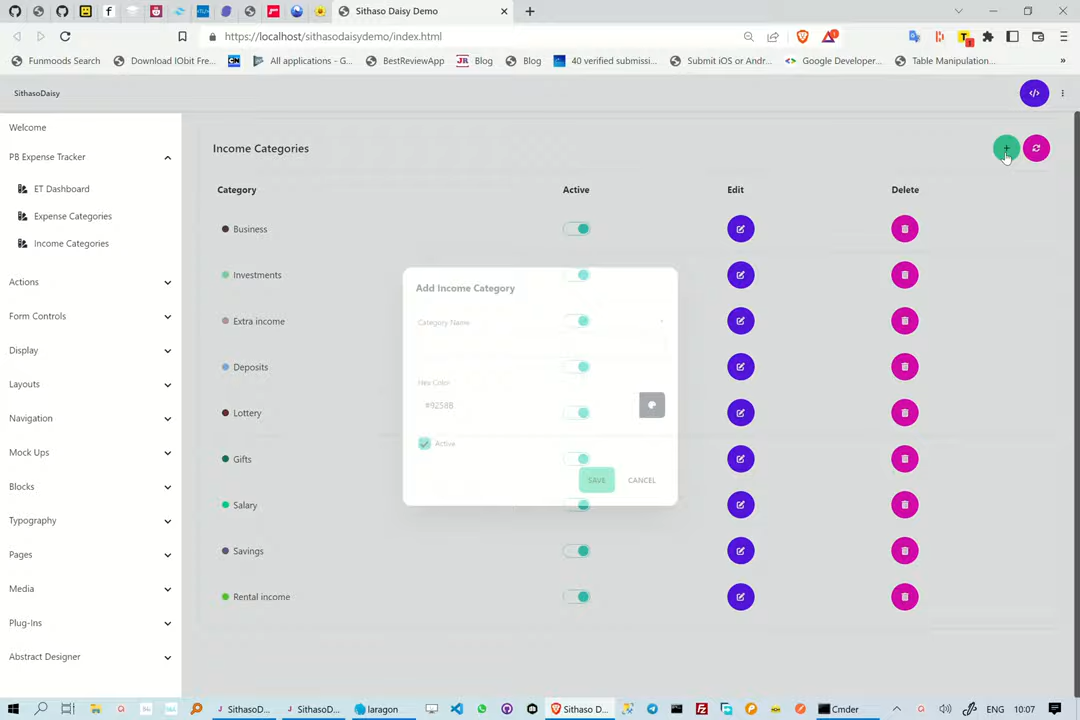 Sithaso Daisy Demo
https://localhost/sithasodaisydemo/index.html
Funmoods Search Download IObit Fre... All applications - G... BestReviewApp Blog Blog 40 verified submissi... Submit iOS or Andr... Google Developer... Table Manipulation... »
SithasoDaisy
Welcome
PB Expense Tracker
ET Dashboard
Expense Categories
Income Categories
Actions
Form Controls
Display
Layouts
Navigation
Mock Ups
Blocks
Typography
Pages
Media
Plug-Ins
Abstract Designer
Income Categories
Category Active Edit Delete
Business
Investments
Extra income
Deposits
Lottery
Gifts
Salary
Savings
Rental income
Add Income Category
Category Name *
Hex Color
#92588
Active
SAVE CANCEL
SithasoD... SithasoD... laragon Sithaso D... Cmder ENG 10:07